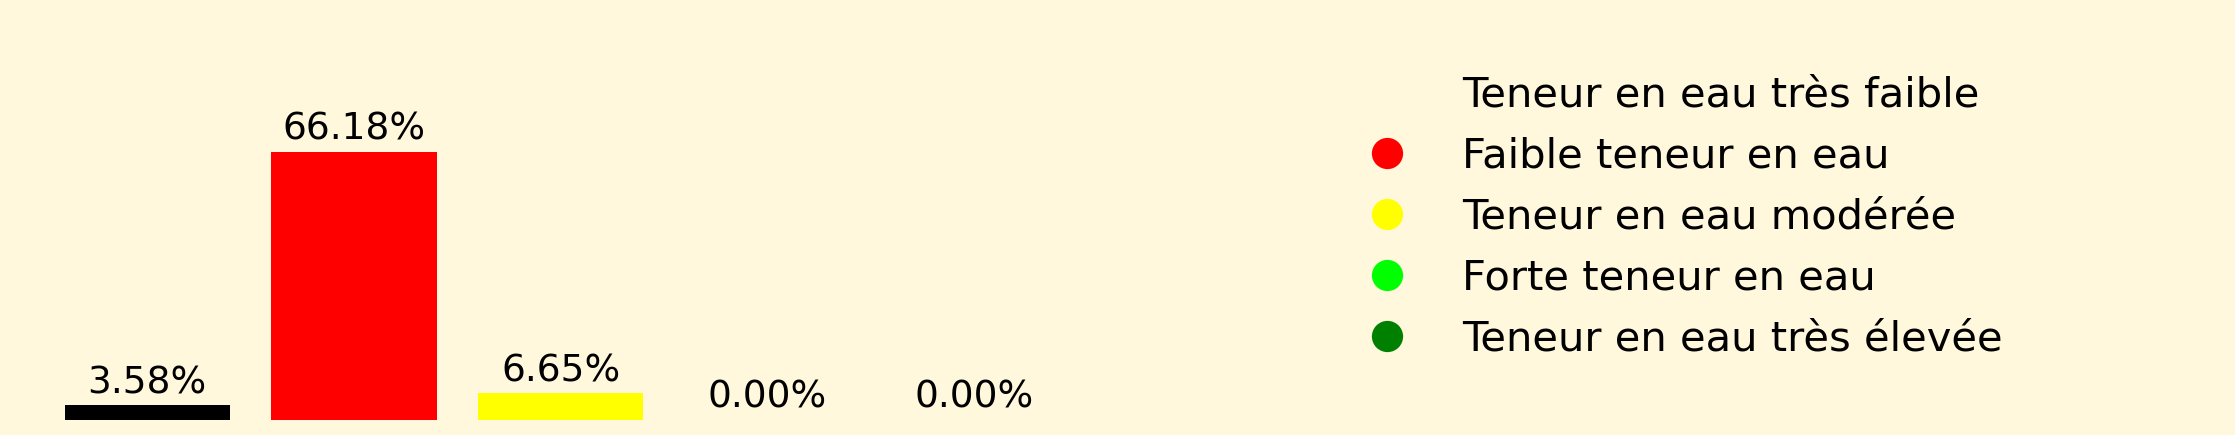 66.18%
3.58%
6.65%
0.00%
0.00%
Teneur en eau très faible
Faible teneur en eau
Teneur en eau modérée
Forte teneur en eau
Teneur en eau très élevée